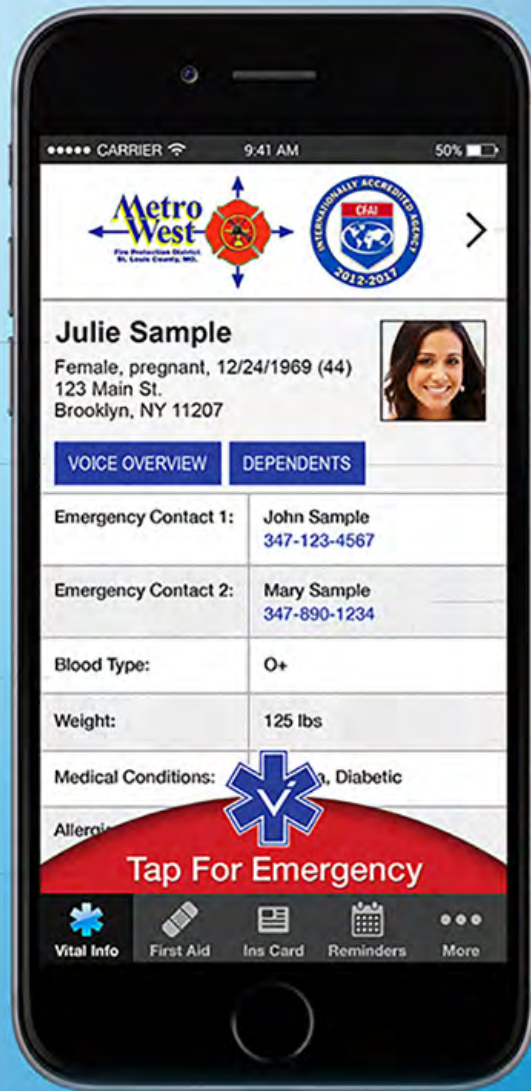 CARRIER 9:41 AM 50%
Metro
West
Fire Protection District
St. Louis County, MO.
INTERNATIONALLY ACCREDITED AGENCY
CFAI
2012-2017
Julie Sample
Female, pregnant, 12/24/1969 (44)
123 Main St.
Brooklyn, NY 11207
VOICE OVERVIEW DEPENDENTS
Emergency Contact 1: John Sample
347-123-4567
Emergency Contact 2: Mary Sample
347-890-1234
Blood Type: O+
Weight: 125 lbs
Medical Conditions: Diabetic
Tap For Emergency
Vital Info First Aid Ins Card Reminders More